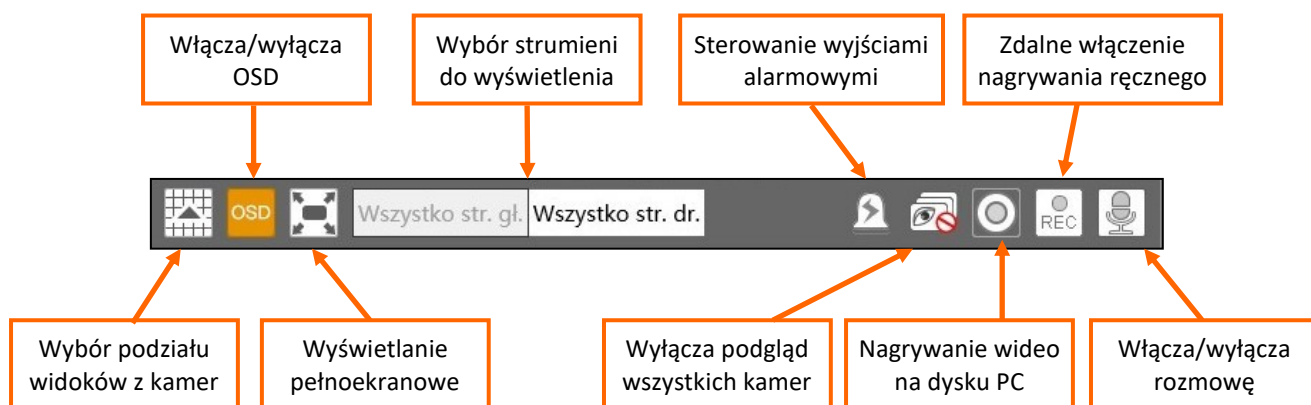 Włącza/wyłącza
OSD
Wybór strumieni
do wyświetlenia
Sterowanie wyjściami
alarmowymi
Zdalne włączenie
nagrywania ręcznego
OSD
Wszystko str. gł.
Wszystko str. dr.
REC
Wybór podziału
widoków z kamer
Wyświetlanie
pełnoekranowe
Wyłącza podgląd
wszystkich kamer
Nagrywanie wideo
na dysku PC
Włącza/wyłącza
rozmowę